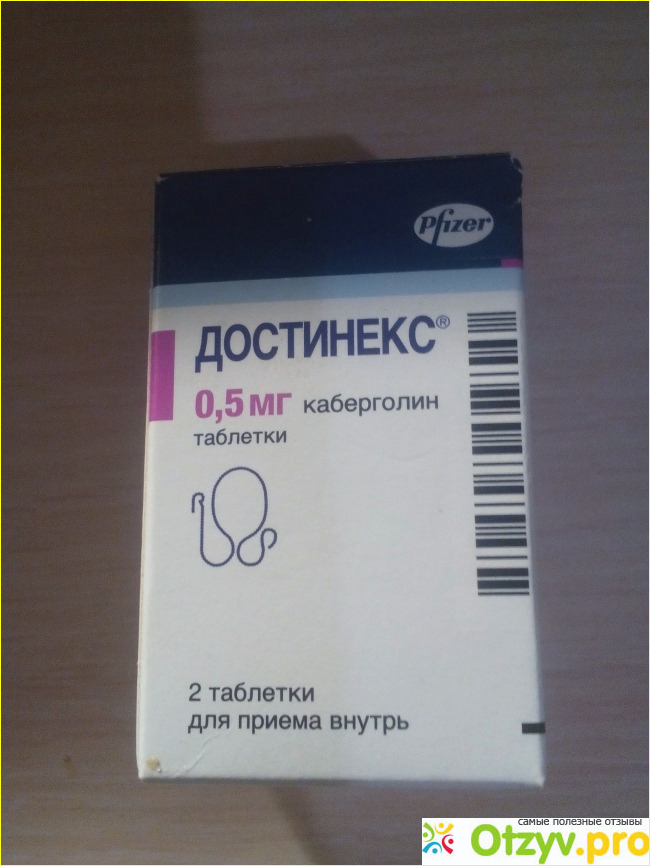 Pfizer
ДОСТИНЕКС®
0,5 мг каберголин
таблетки
2 таблетки
для приема внутрь
самые полезные отзывы
Otzyv.pro